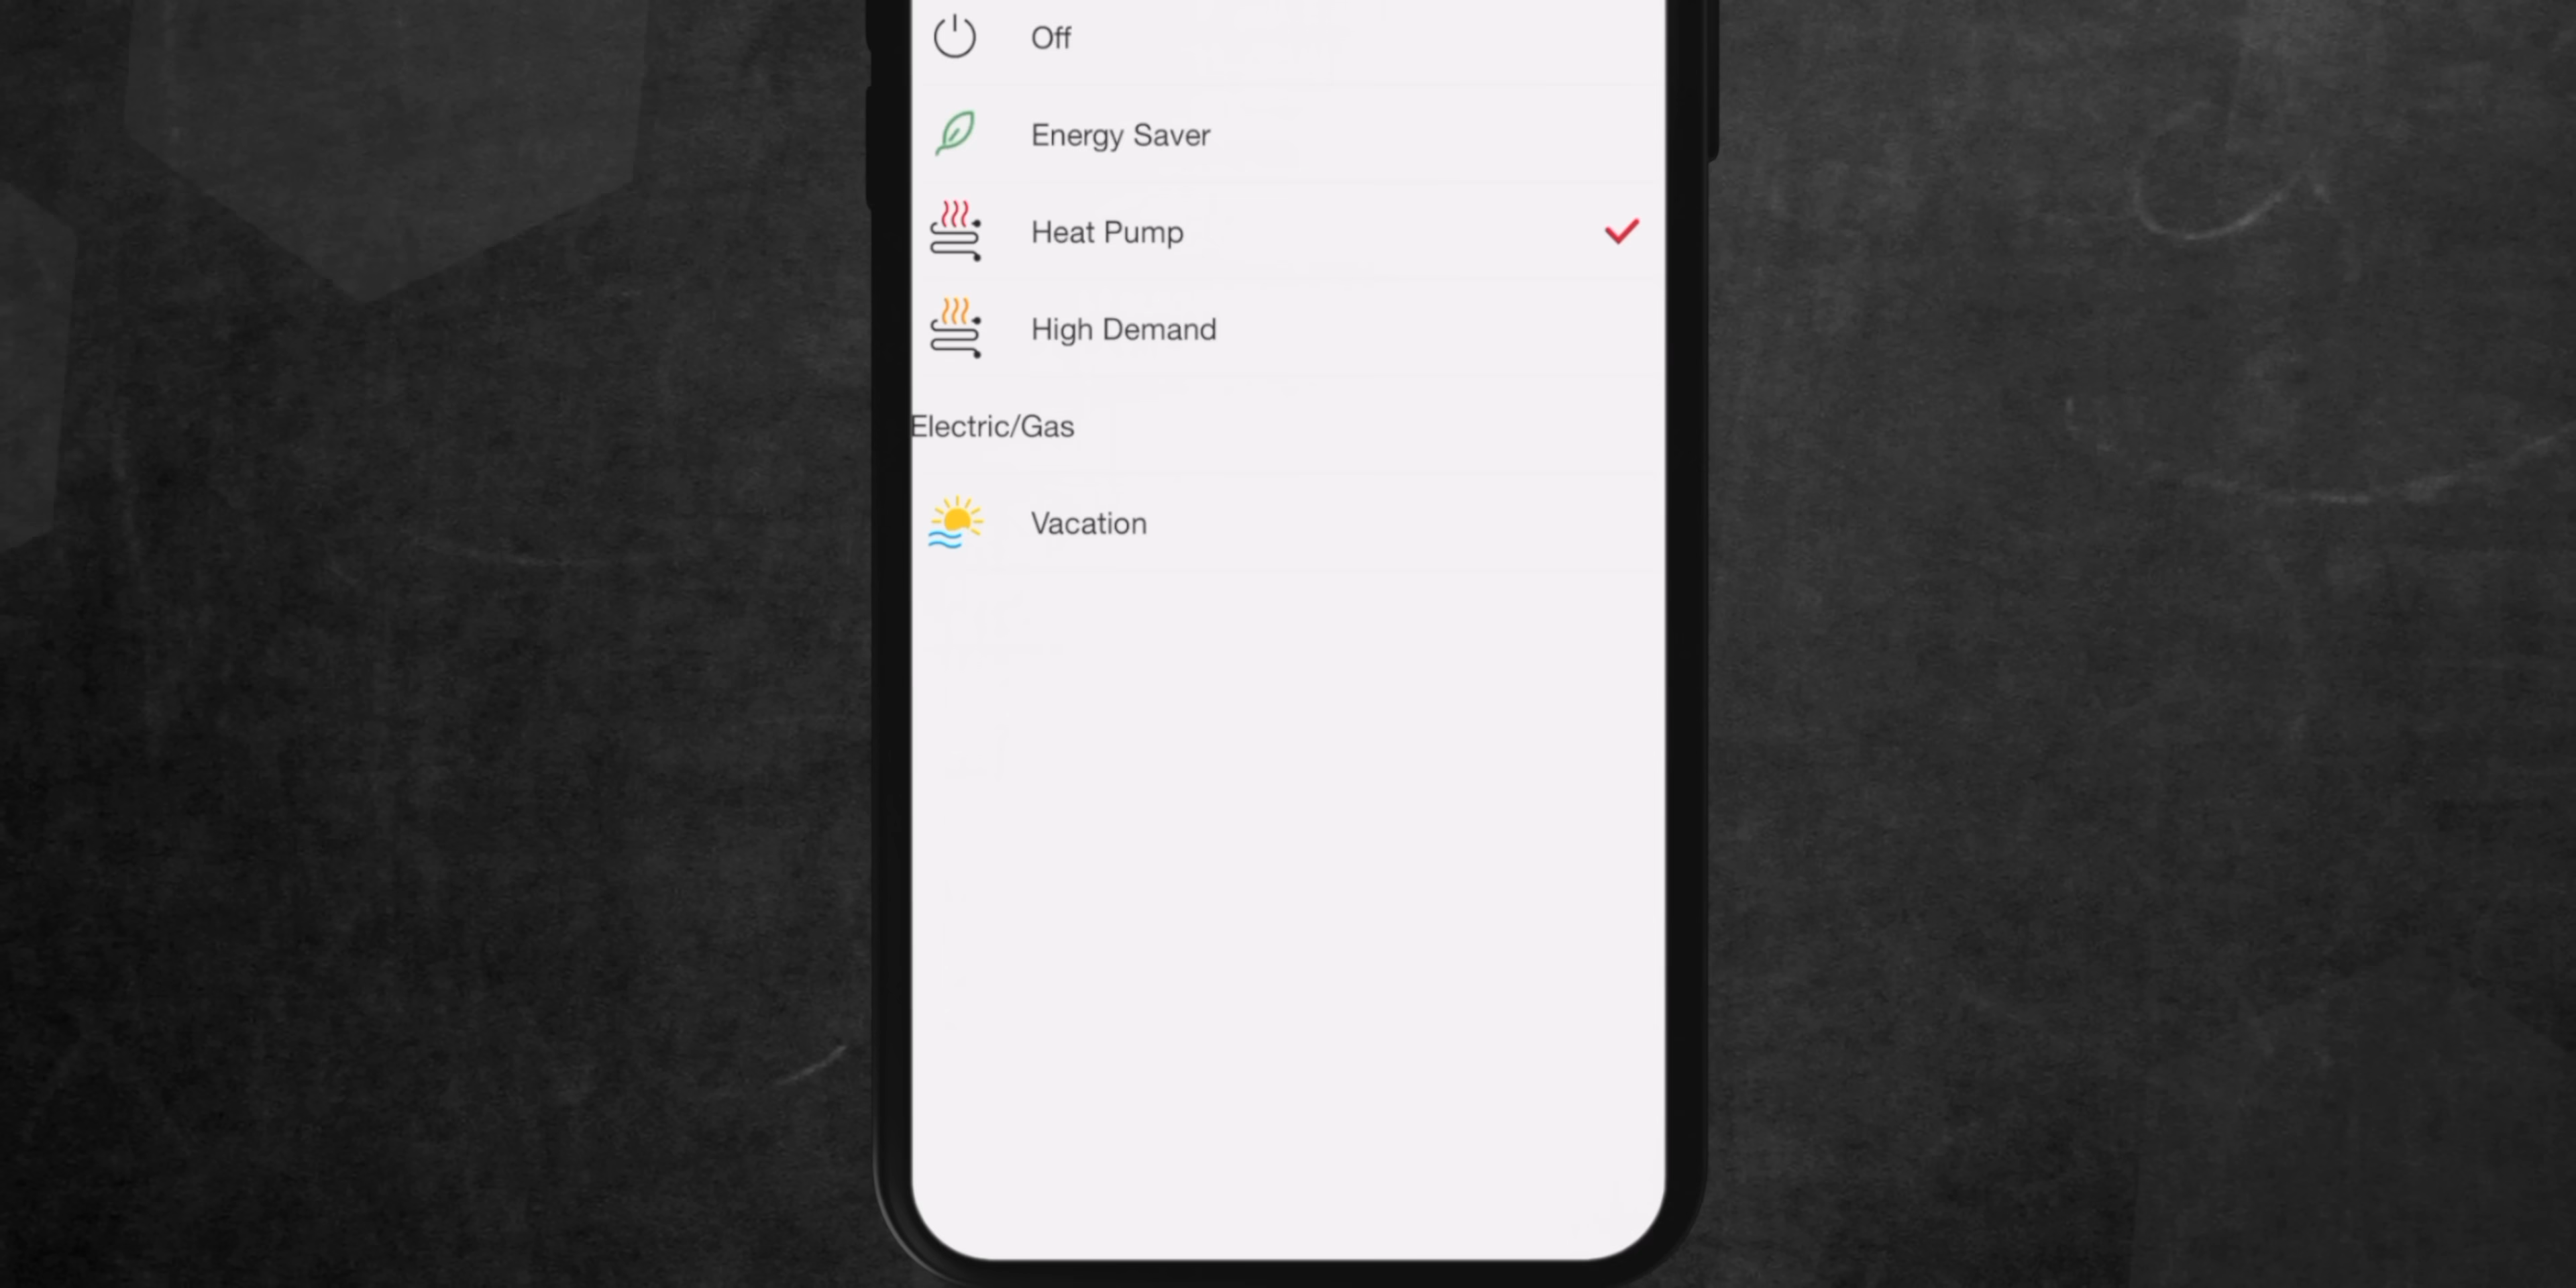 Off
Energy Saver
Heat Pump
High Demand
Electric/Gas
Vacation